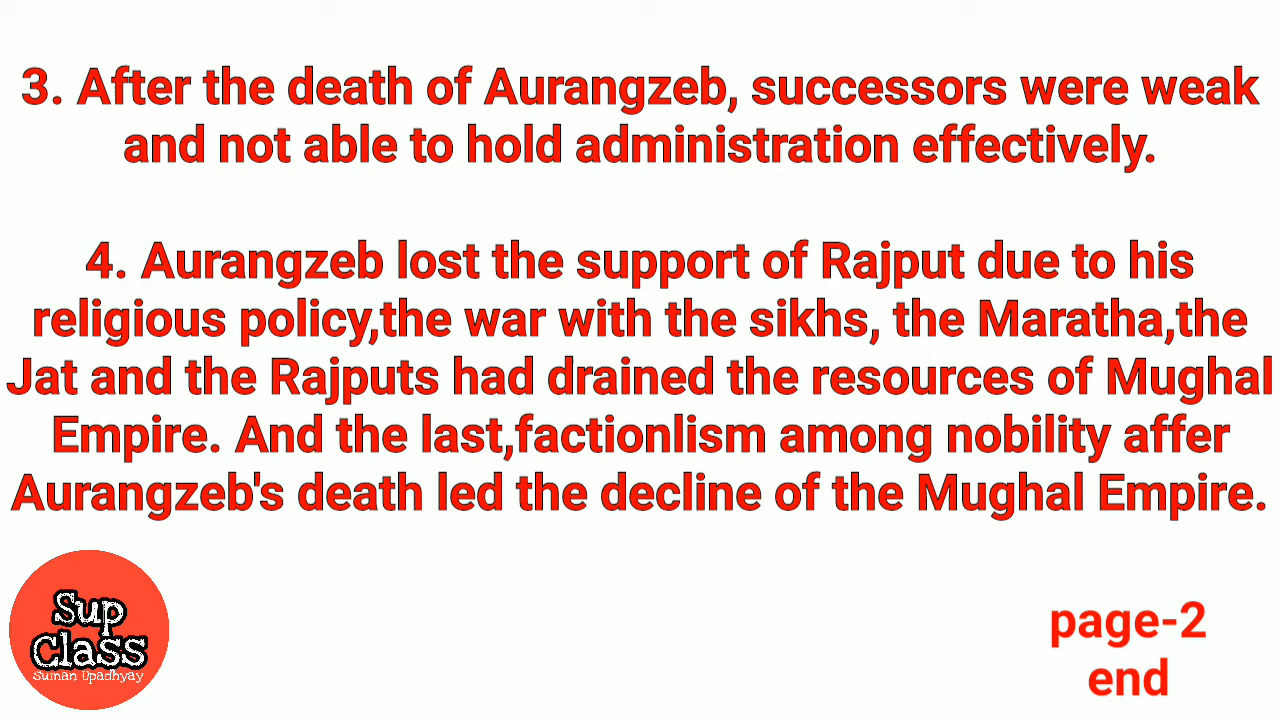 3. After the death of Aurangzeb, successors were weak
and not able to hold administration effectively.
4. Aurangzeb lost the support of Rajput due to his
religious policy,the war with the sikhs, the Maratha,the
Jat and the Rajputs had drained the resources of Mughal
Empire. And the last,factionlism among nobility affer
Aurangzeb's death led the decline of the Mughal Empire.
Sup
Class
Suman Upadhyay
page-2
end